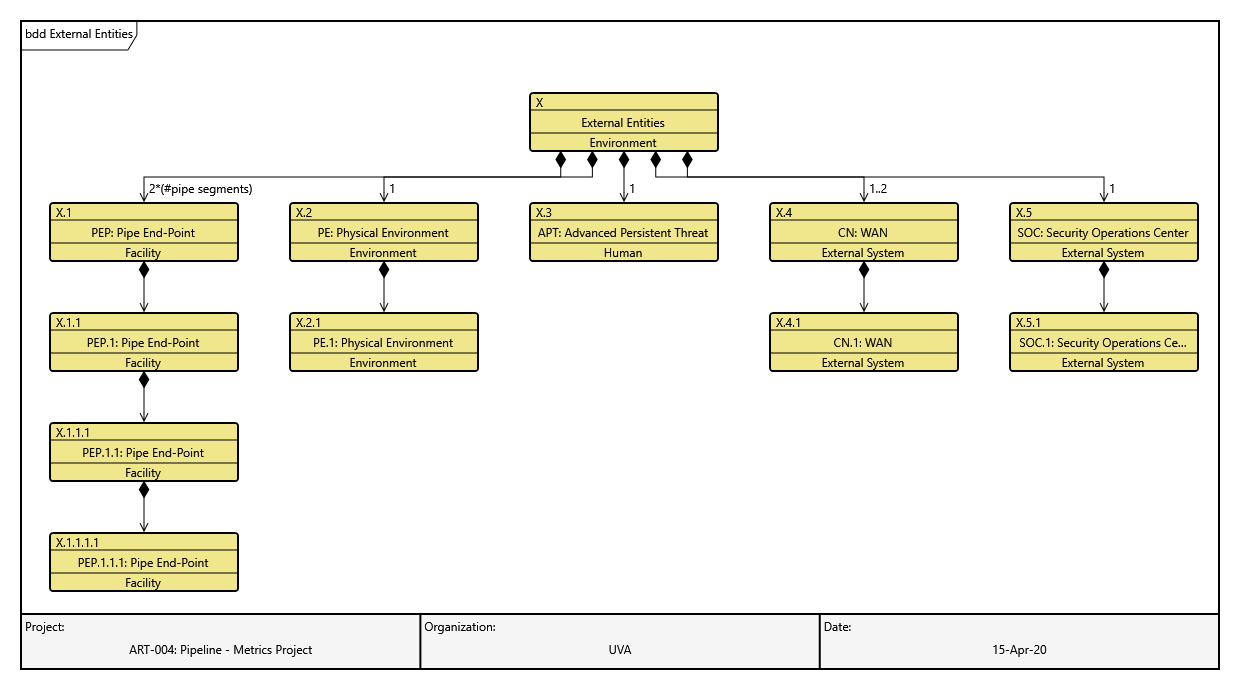 bdd External Entities
X
External Entities
Environment
2*(#pipe segments)
1
1
1..2
1
X.1
PEP: Pipe End-Point
Facility
X.2
PE: Physical Environment
Environment
X.3
APT: Advanced Persistent Threat
Human
X.4
CN: WAN
External System
X.5
SOC: Security Operations Center
External System
X.1.1
PEP.1: Pipe End-Point
Facility
X.2.1
PE.1: Physical Environment
Environment
X.4.1
CN.1: WAN
External System
X.5.1
SOC.1: Security Operations Ce...
External System
X.1.1.1
PEP.1.1: Pipe End-Point
Facility
X.1.1.1.1
PEP.1.1.1: Pipe End-Point
Facility
Project:
ART-004: Pipeline - Metrics Project
Organization:
UVA
Date:
15-Apr-20